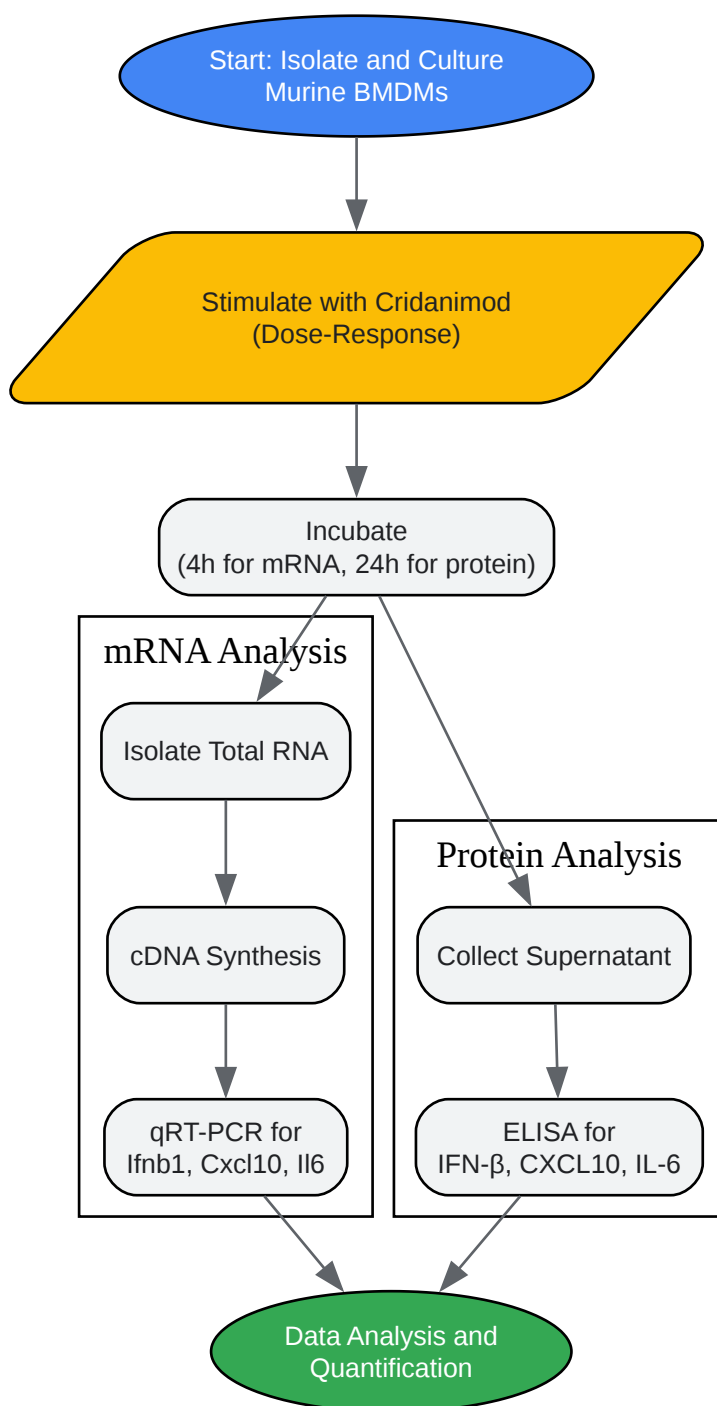 Start: Isolate and Culture
Murine BMDMs
Stimulate with Cridanimod
(Dose-Response)
Incubate
(4h for mRNA, 24h for protein)
mRNA Analysis
Isolate Total RNA
cDNA Synthesis
qRT-PCR for
Ifnb1, Cxcl10, Il6
Protein Analysis
Collect Supernatant
ELISA for
IFN-β, CXCL10, IL-6
Data Analysis and
Quantification